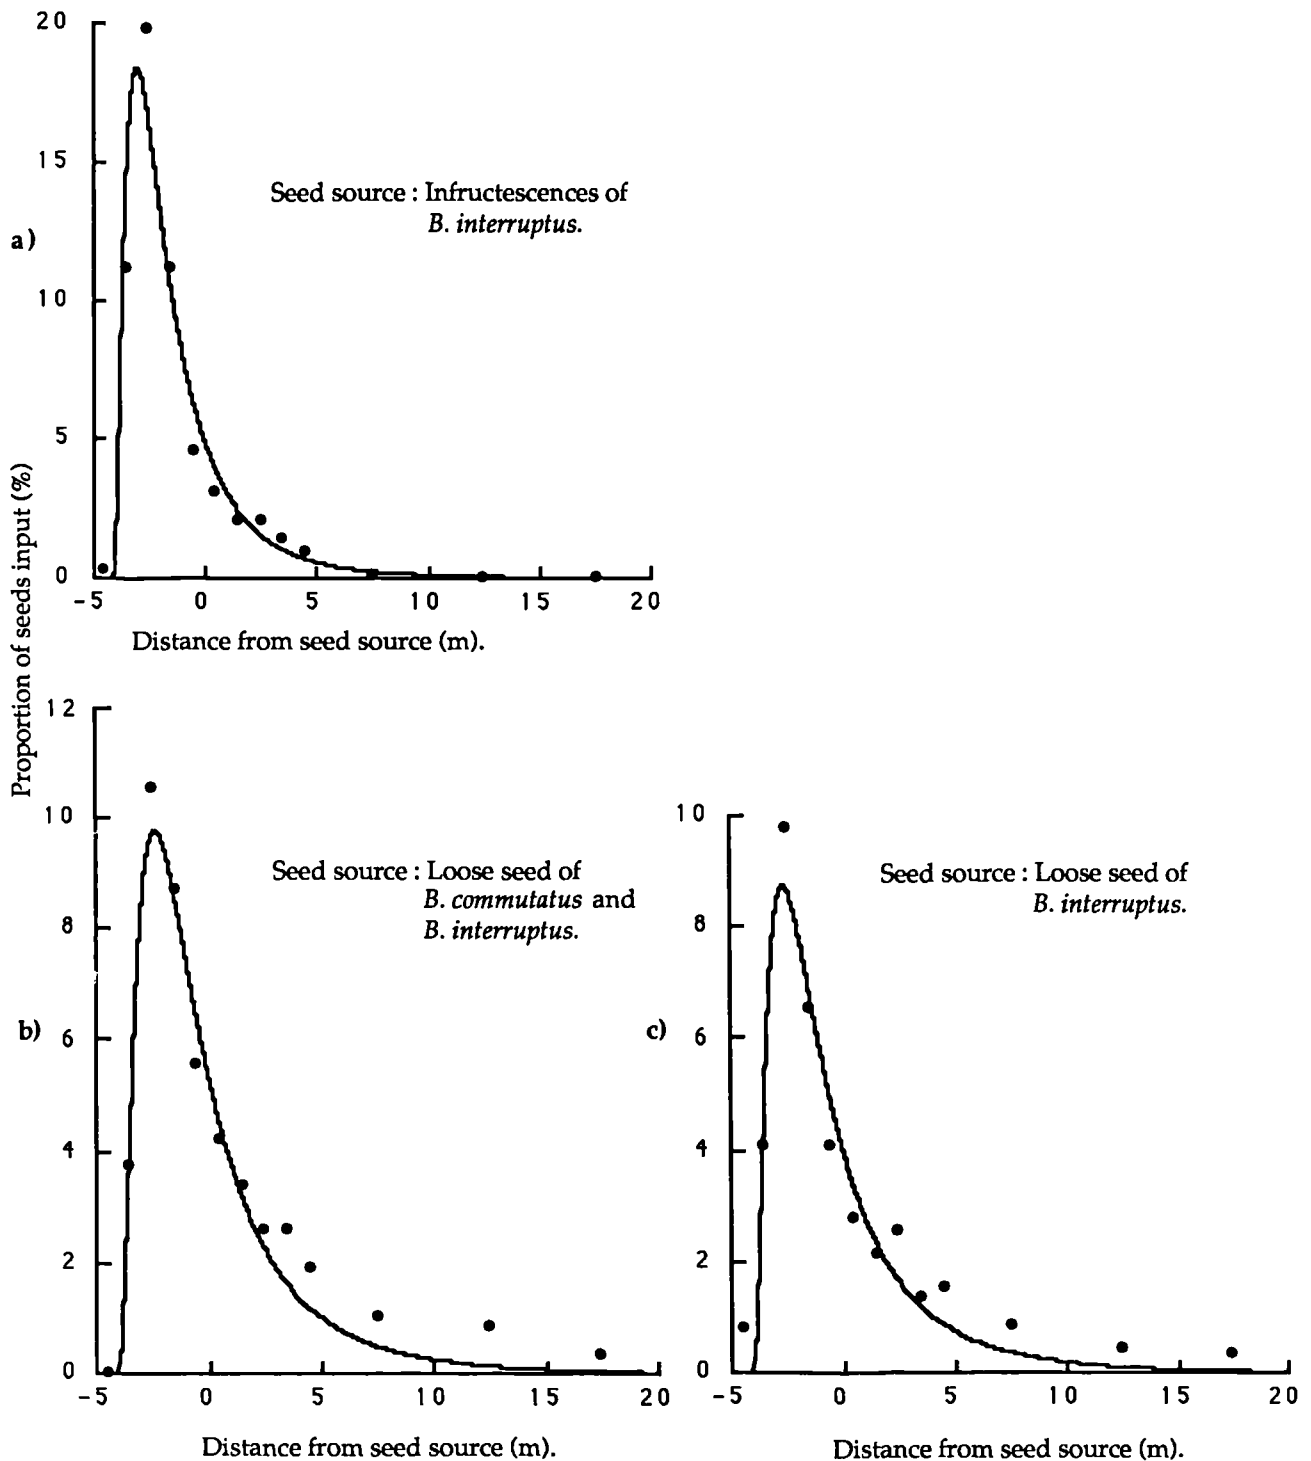 20
15
10
5
0
-5 0 5 10 15 20
a)
Seed source : Infructescences of
B. interruptus.
Distance from seed source (m).
Proportion of seeds input (%)
12
10
8
6
4
2
0
-5 0 5 10 15 20
b)
Seed source : Loose seed of
B. commutatus and
B. interruptus.
Distance from seed source (m).
10
8
6
4
2
0
-5 0 5 10 15 20
c)
Seed source : Loose seed of
B. interruptus.
Distance from seed source (m).